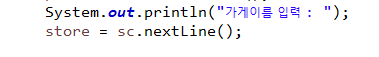 System.out.println("가게이름 입력 : ");
store = sc.nextLine();